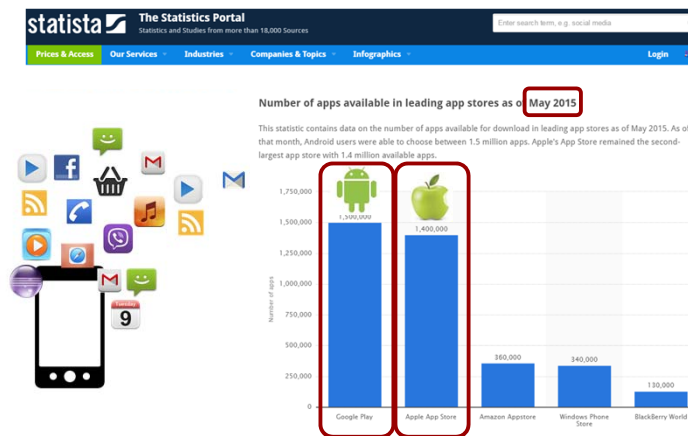 statista
The Statistics Portal
Statistics and Studies from more than 18,000 Sources
Enter search term, e.g. social media
Prices & Access Our Services Industries Companies & Topics Infographics Login
Number of apps available in leading app stores as of May 2015
This statistic contains data on the number of apps available for download in leading app stores as of May 2015. As of
that month, Android users were able to choose between 1.5 million apps. Apple's App Store remained the second-
largest app store with 1.4 million available apps.
1,750,000
1,500,000
1,250,000
1,000,000
750,000
500,000
250,000
0
Number of apps
1,500,000
1,400,000
360,000
340,000
130,000
Google Play
Apple App Store
Amazon Appstore
Windows Phone
Store
BlackBerry World
Tuesday
9